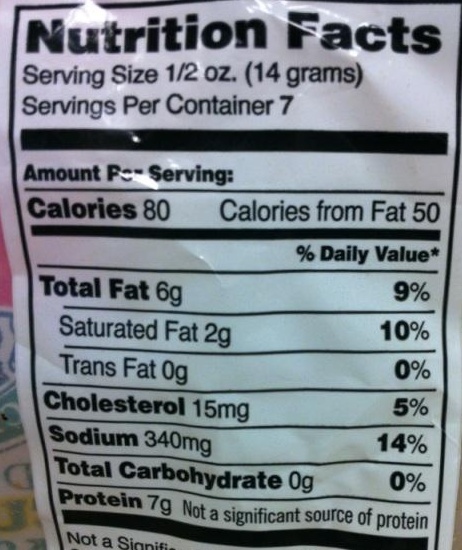 Nutrition Facts
Serving Size 1/2 oz. (14 grams)
Servings Per Container 7
Amount Per Serving:
Calories 80 Calories from Fat 50
% Daily Value*
Total Fat 6g 9%
Saturated Fat 2g 10%
Trans Fat 0g 0%
Cholesterol 15mg 5%
Sodium 340mg 14%
Total Carbohydrate 0g 0%
Protein 7g Not a significant source of protein
Not a